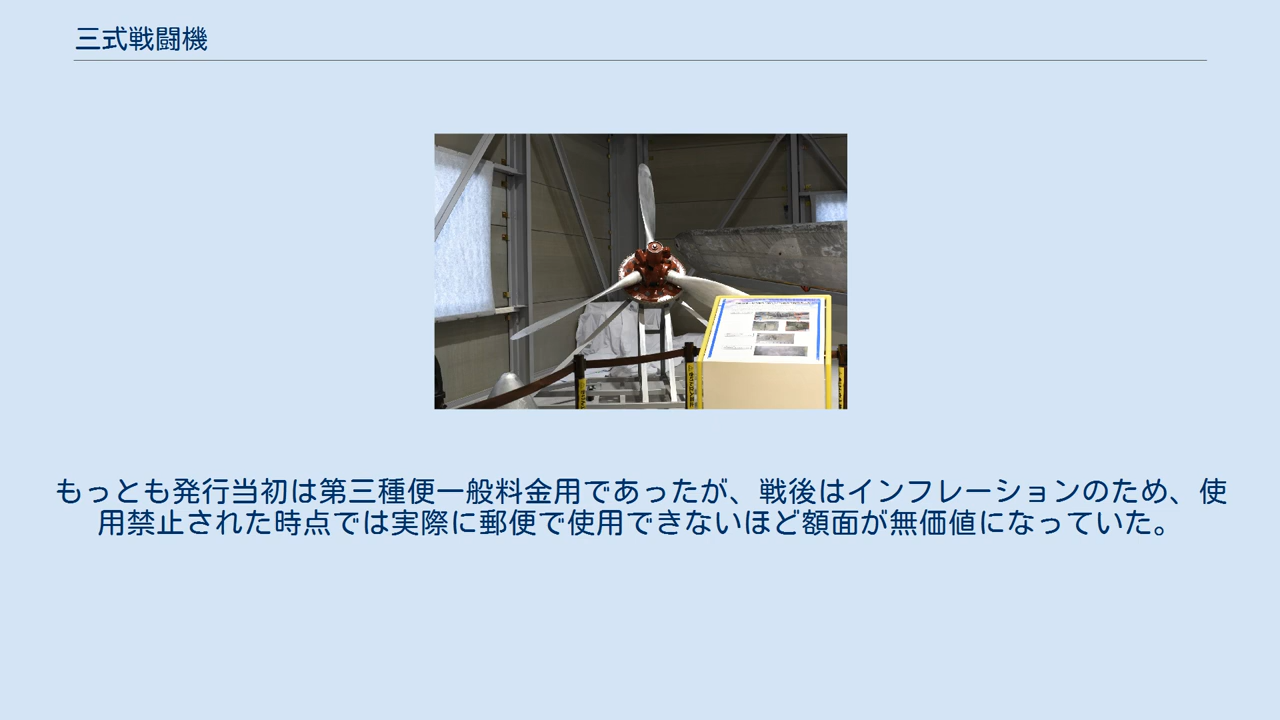 三式戦闘機
もっとも発行当初は第三種便一般料金用であったが、戦後はインフレーションのため、使
用禁止された時点では実際に郵便で使用できないほど額面が無価値になっていた。